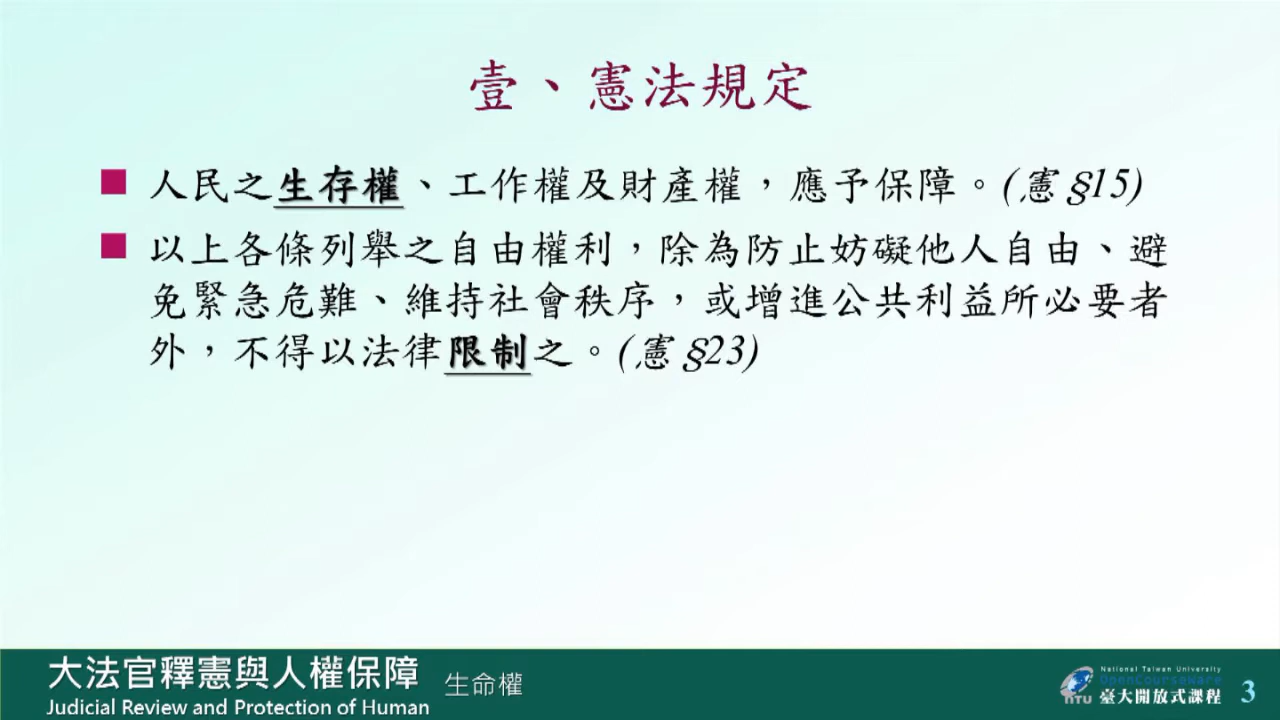 壹、憲法規定
■ 人民之生存權、工作權及財產權，應予保障。(憲§15)
■ 以上各條列舉之自由權利，除為防止妨礙他人自由、避
免緊急危難、維持社會秩序，或增進公共利益所必要者
外，不得以法律限制之。(憲§23)
大法官釋憲與人權保障 生命權
Judicial Review and Protection of Human
National Taiwan University
OpenCourseWare
NTU 臺大開放式課程 3